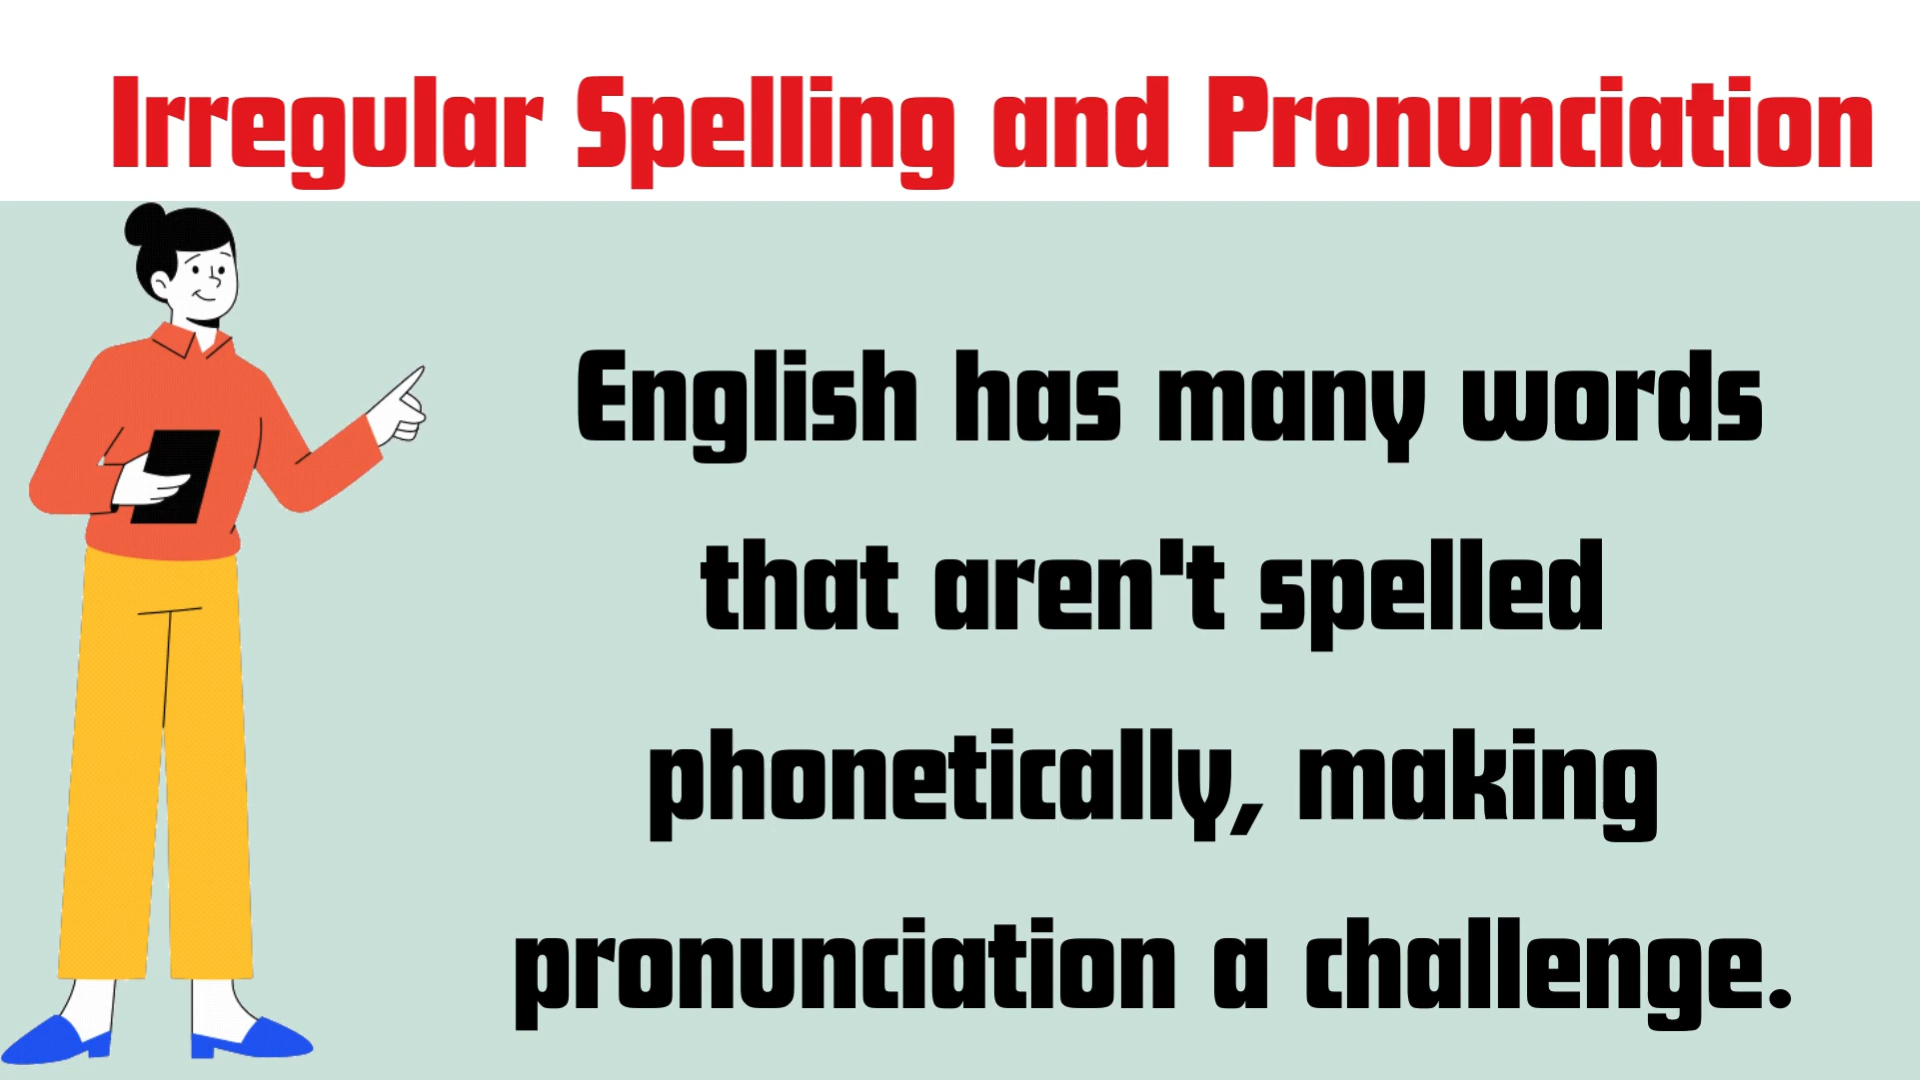 Irregular Spelling and Pronunciation
English has many words
that aren't spelled
phonetically, making
pronunciation a challenge.